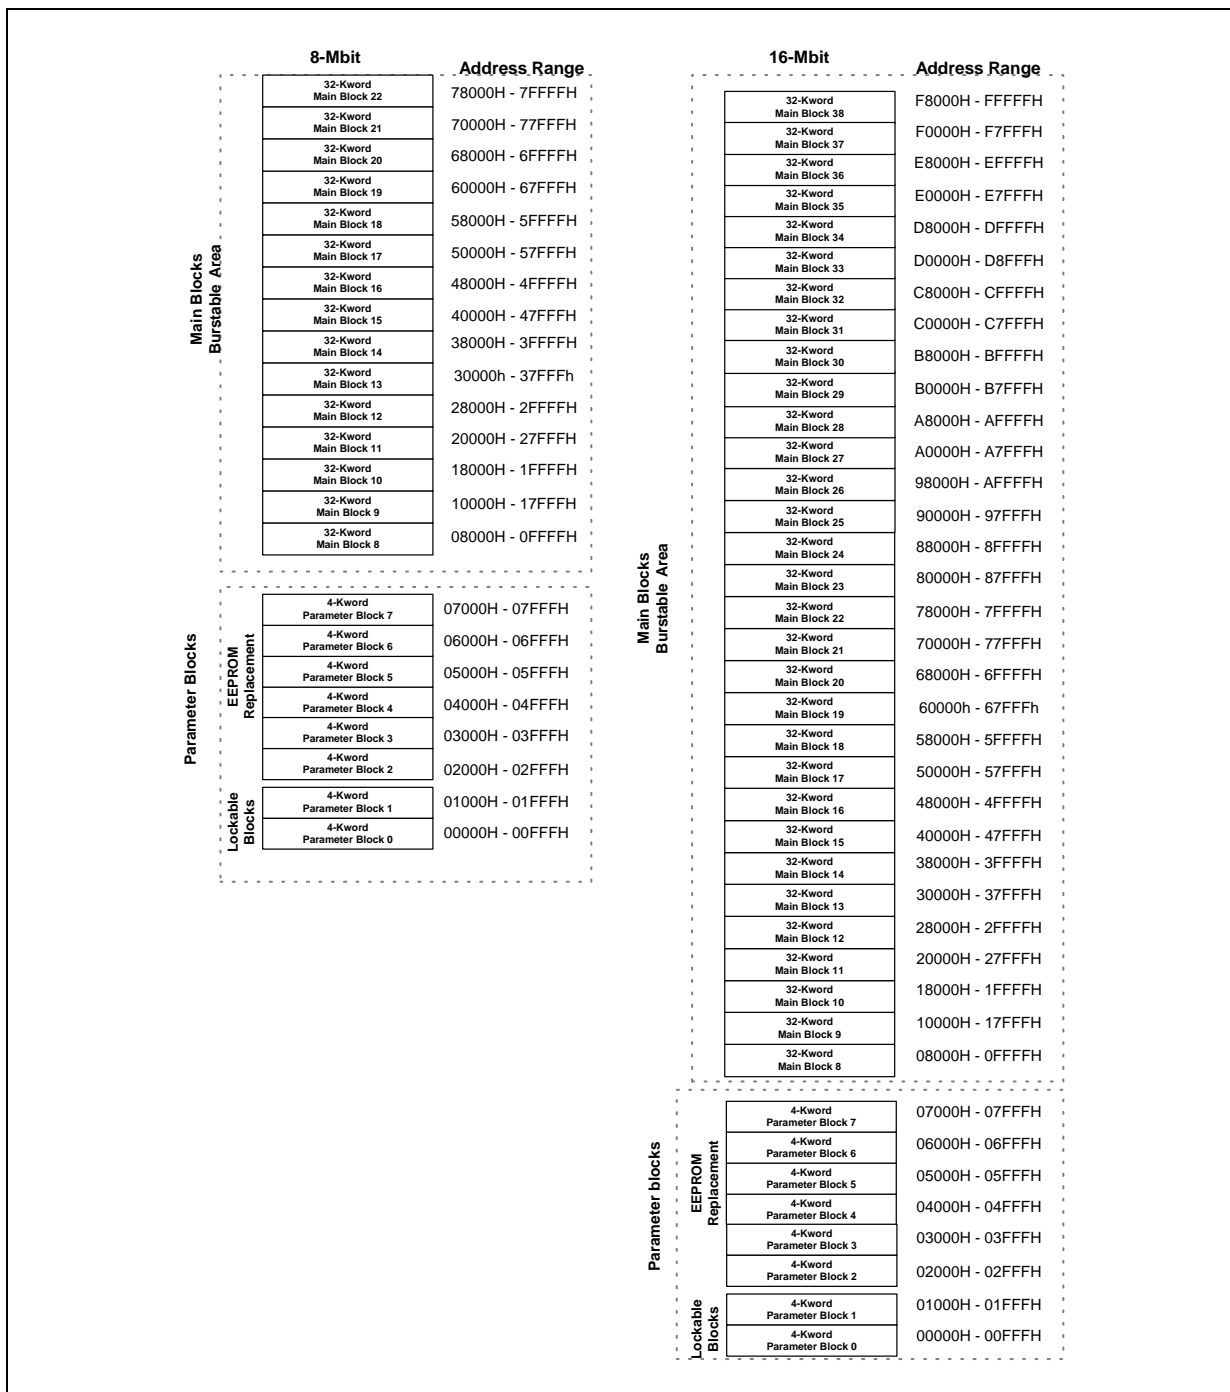 8-Mbit
Address Range
Main Blocks
Burstable Area
32-Kword
Main Block 22
78000H - 7FFFFH
32-Kword
Main Block 21
70000H - 77FFFH
32-Kword
Main Block 20
68000H - 6FFFFH
32-Kword
Main Block 19
60000H - 67FFFH
32-Kword
Main Block 18
58000H - 5FFFFH
32-Kword
Main Block 17
50000H - 57FFFH
32-Kword
Main Block 16
48000H - 4FFFFH
32-Kword
Main Block 15
40000H - 47FFFH
32-Kword
Main Block 14
38000H - 3FFFFH
32-Kword
Main Block 13
30000h - 37FFFh
32-Kword
Main Block 12
28000H - 2FFFFH
32-Kword
Main Block 11
20000H - 27FFFH
32-Kword
Main Block 10
18000H - 1FFFFH
32-Kword
Main Block 9
10000H - 17FFFH
32-Kword
Main Block 8
08000H - 0FFFFH
Parameter Blocks
EEPROM
Replacement
4-Kword
Parameter Block 7
07000H - 07FFFH
4-Kword
Parameter Block 6
06000H - 06FFFH
4-Kword
Parameter Block 5
05000H - 05FFFH
4-Kword
Parameter Block 4
04000H - 04FFFH
4-Kword
Parameter Block 3
03000H - 03FFFH
4-Kword
Parameter Block 2
02000H - 02FFFH
Lockable
Blocks
4-Kword
Parameter Block 1
01000H - 01FFFH
4-Kword
Parameter Block 0
00000H - 00FFFH
16-Mbit
Address Range
Main Blocks
Burstable Area
32-Kword
Main Block 38
F8000H - FFFFFH
32-Kword
Main Block 37
F0000H - F7FFFH
32-Kword
Main Block 36
E8000H - EFFFFH
32-Kword
Main Block 35
E0000H - E7FFFH
32-Kword
Main Block 34
D8000H - DFFFFH
32-Kword
Main Block 33
D0000H - D8FFFH
32-Kword
Main Block 32
C8000H - CFFFFH
32-Kword
Main Block 31
C0000H - C7FFFH
32-Kword
Main Block 30
B8000H - BFFFFH
32-Kword
Main Block 29
B0000H - B7FFFH
32-Kword
Main Block 28
A8000H - AFFFFH
32-Kword
Main Block 27
A0000H - A7FFFH
32-Kword
Main Block 26
98000H - AFFFFH
32-Kword
Main Block 25
90000H - 97FFFH
32-Kword
Main Block 24
88000H - 8FFFFH
32-Kword
Main Block 23
80000H - 87FFFH
32-Kword
Main Block 22
78000H - 7FFFFH
32-Kword
Main Block 21
70000H - 77FFFH
32-Kword
Main Block 20
68000H - 6FFFFH
32-Kword
Main Block 19
60000h - 67FFFh
32-Kword
Main Block 18
58000H - 5FFFFH
32-Kword
Main Block 17
50000H - 57FFFH
32-Kword
Main Block 16
48000H - 4FFFFH
32-Kword
Main Block 15
40000H - 47FFFH
32-Kword
Main Block 14
38000H - 3FFFFH
32-Kword
Main Block 13
30000H - 37FFFH
32-Kword
Main Block 12
28000H - 2FFFFH
32-Kword
Main Block 11
20000H - 27FFFH
32-Kword
Main Block 10
18000H - 1FFFFH
32-Kword
Main Block 9
10000H - 17FFFH
32-Kword
Main Block 8
08000H - 0FFFFH
Parameter blocks
EEPROM
Replacement
4-Kword
Parameter Block 7
07000H - 07FFFH
4-Kword
Parameter Block 6
06000H - 06FFFH
4-Kword
Parameter Block 5
05000H - 05FFFH
4-Kword
Parameter Block 4
04000H - 04FFFH
4-Kword
Parameter Block 3
03000H - 03FFFH
4-Kword
Parameter Block 2
02000H - 02FFFH
Lockable
Blocks
4-Kword
Parameter Block 1
01000H - 01FFFH
4-Kword
Parameter Block 0
00000H - 00FFFH